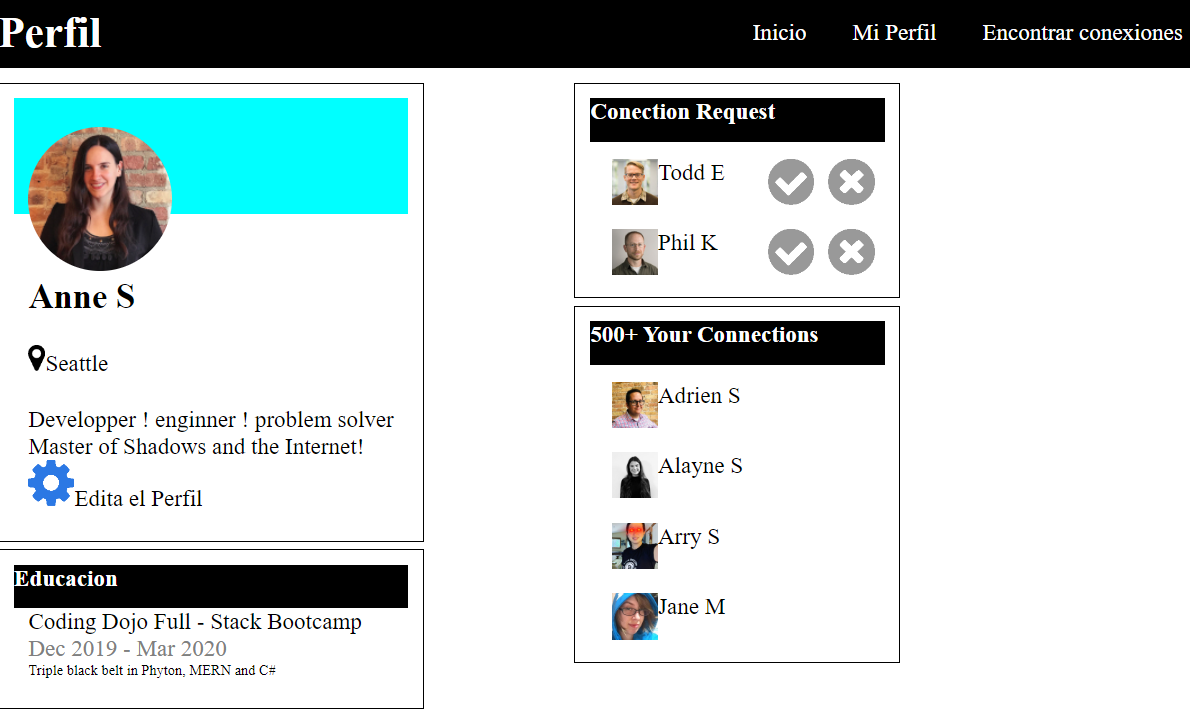 Perfil
Inicio
Mi Perfil
Encontrar conexiones
Anne S
Seattle
Developper ! enginner ! problem solver
Master of Shadows and the Internet!
Edita el Perfil
Educacion
Coding Dojo Full - Stack Bootcamp
Dec 2019 - Mar 2020
Triple black belt in Phyton, MERN and C#
Conection Request
Todd E
Phil K
500+ Your Connections
Adrien S
Alayne S
Arry S
Jane M